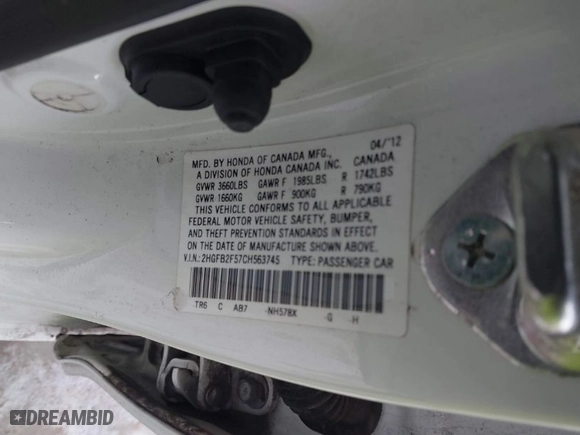 MFD. BY HONDA OF CANADA MFG., 04/'12
A DIVISION OF HONDA CANADA INC. CANADA
GVWR 3660LBS GAWR F 1985LBS R 1742LBS
GVWR 1660KG GAWR F 900KG R 790KG
THIS VEHICLE CONFORMS TO ALL APPLICABLE
FEDERAL MOTOR VEHICLE SAFETY, BUMPER,
AND THEFT PREVENTION STANDARDS IN EFFECT
ON THE DATE OF MANUFACTURE SHOWN ABOVE.
V.I.N.: 2HGFB2F57CH563745 TYPE: PASSENGER CAR
TR6 C AB7 -NH578X -G -H
DREAMBID